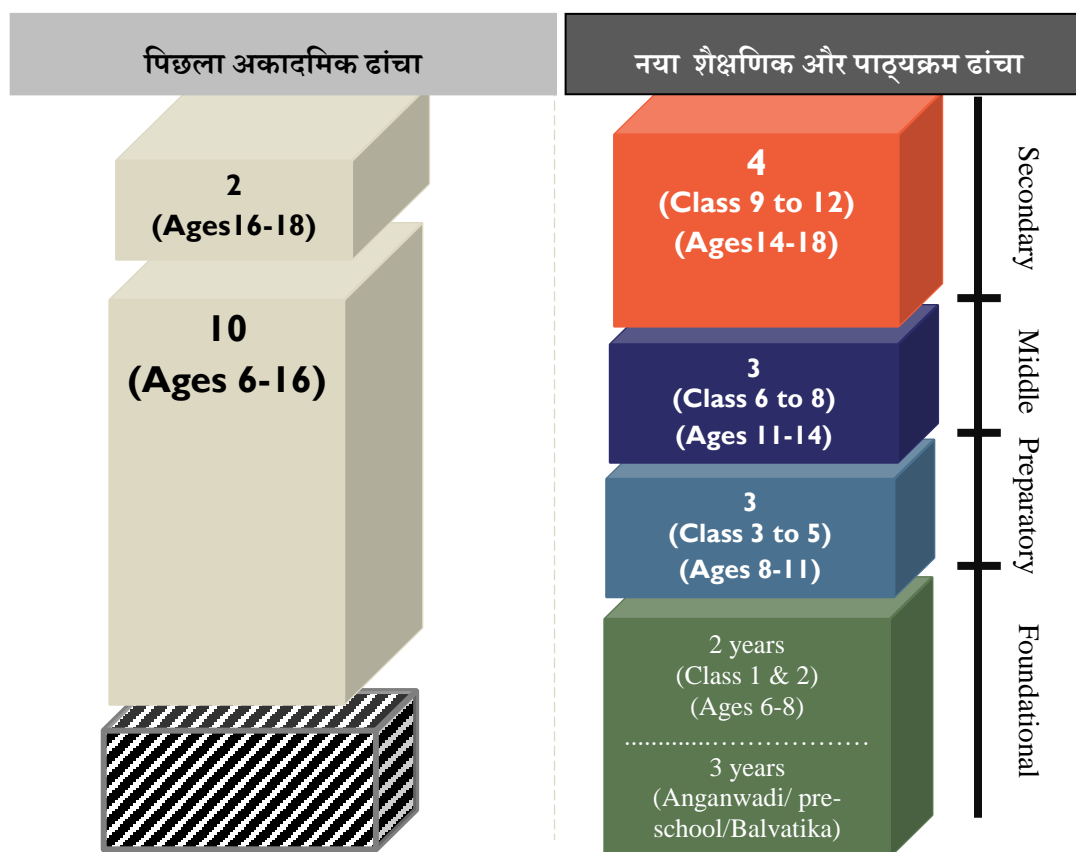 पिछला अकादमिक ढांचा
2
(Ages16-18)
10
(Ages 6-16)
नया शैक्षणिक और पाठ्यक्रम ढांचा
4
(Class 9 to 12)
(Ages14-18)
3
(Class 6 to 8)
(Ages 11-14)
3
(Class 3 to 5)
(Ages 8-11)
2 years
(Class 1 & 2)
(Ages 6-8)
.............………………
3 years
(Anganwadi/ pre-
school/Balvatika)
Secondary
Middle
Preparatory
Foundational